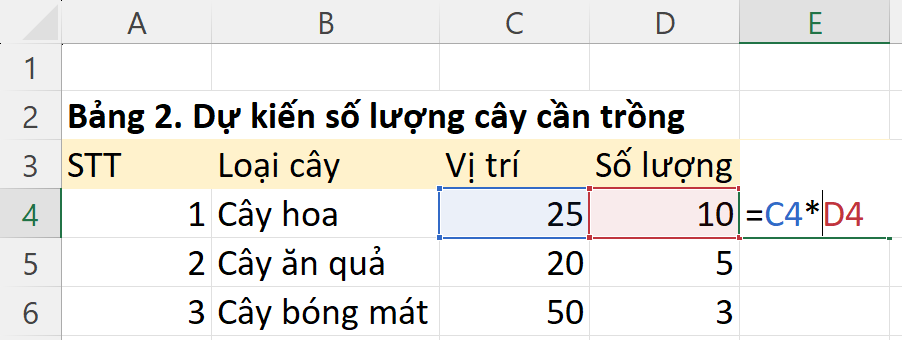 A B C D E
1
2 Bảng 2. Dự kiến số lượng cây cần trồng
3 STT Loại cây Vị trí Số lượng
4 1 Cây hoa 25 10 =C4*D4
5 2 Cây ăn quả 20 5
6 3 Cây bóng mát 50 3